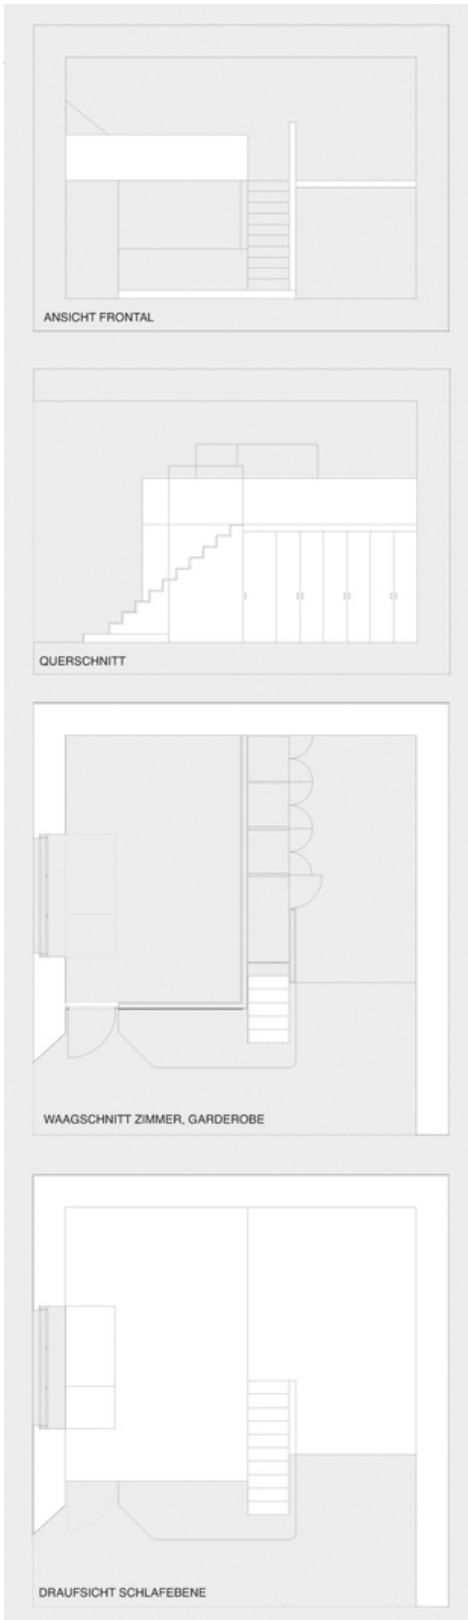 ANSICHT FRONTAL
QUERSCHNITT
WAAGSCHNITT ZIMMER, GARDEROBE
DRAUFSICHT SCHLAFEBENE